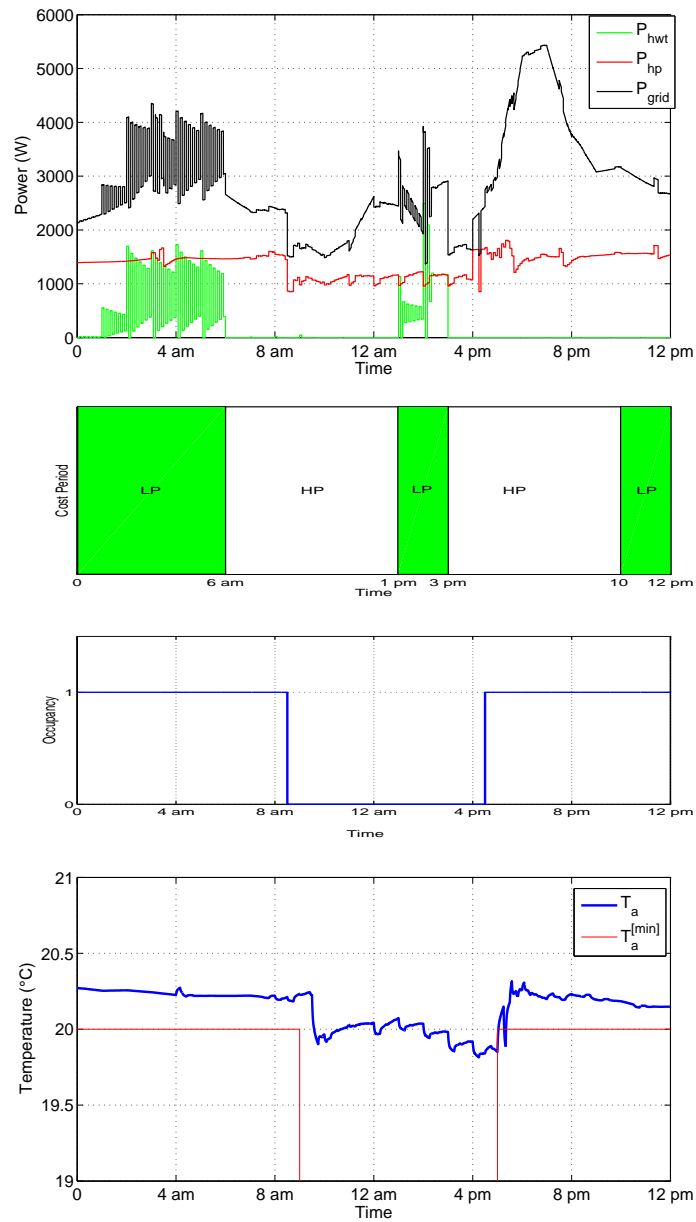 6000
5000
4000
3000
2000
1000
0
Power (W)
P_hwt
P_hp
P_grid
4 am
8 am
12 am
4 pm
8 pm
12 pm
Time
Cost Period
LP
HP
LP
HP
LP
0
6 am
1 pm
3 pm
10
12 pm
Time
Occupancy
1
0
0
4 am
8 am
12 am
4 pm
8 pm
12 pm
Time
21
20.5
20
19.5
19
Temperature (°C)
T_a
T_a^[min]
0
4 am
8 am
12 am
4 pm
8 pm
12 pm
Time